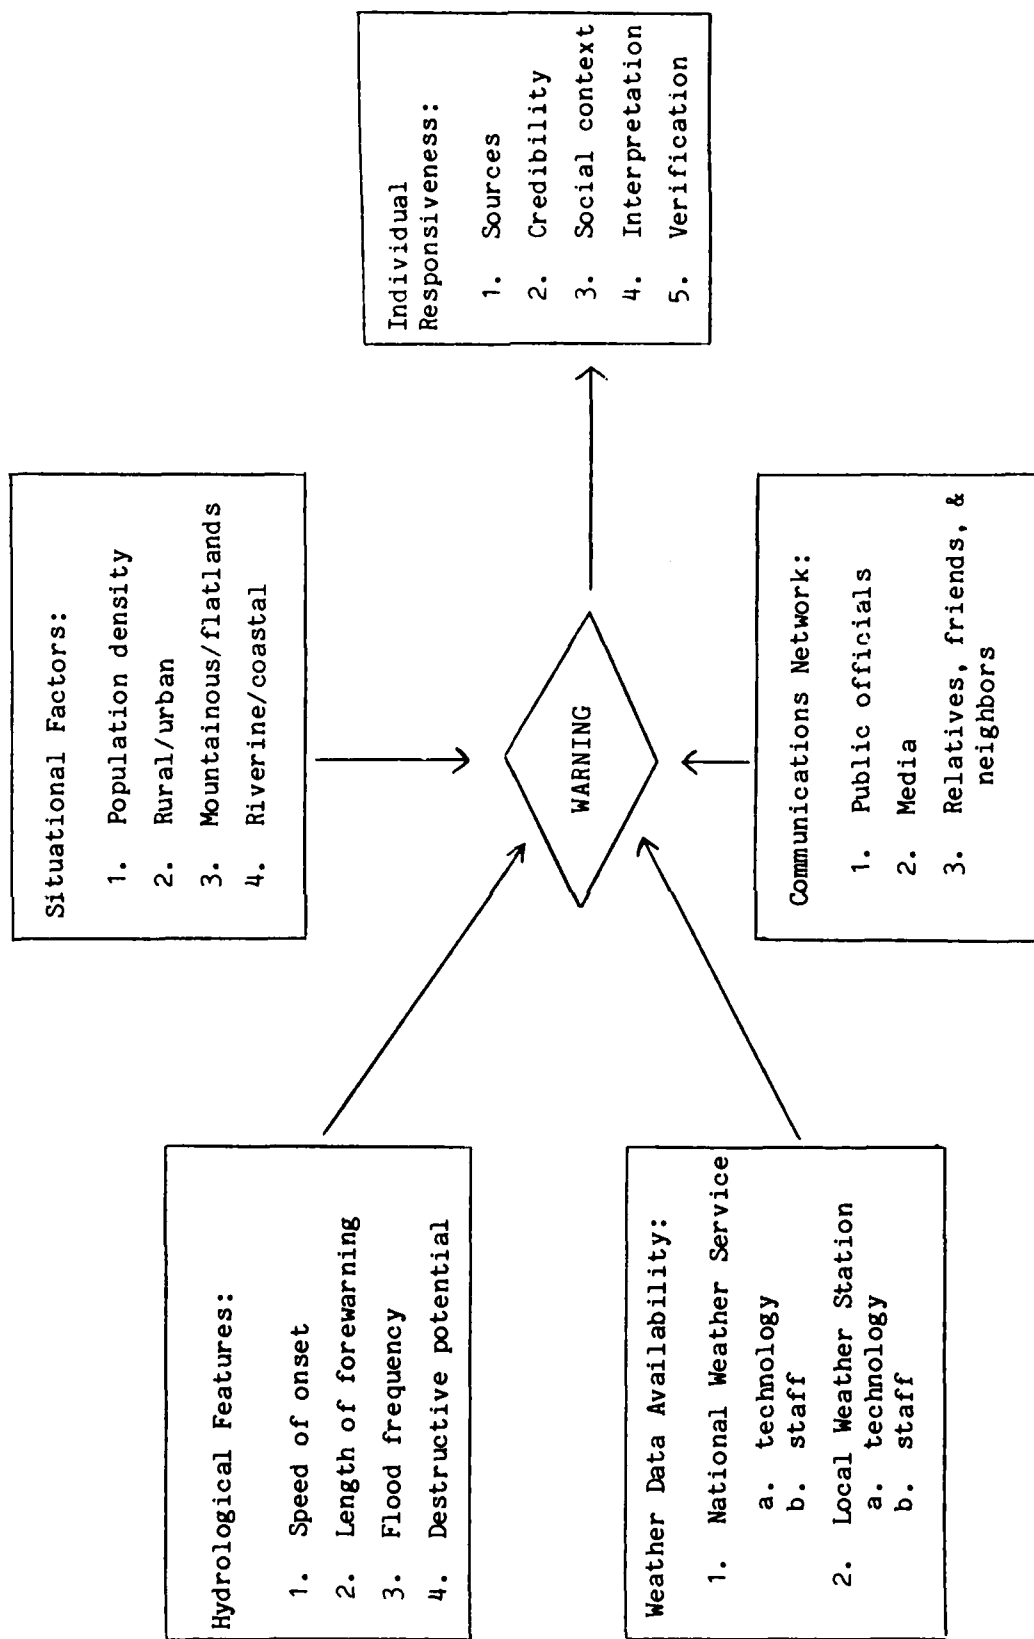 Hydrological Features:
1. Speed of onset
2. Length of forewarning
3. Flood frequency
4. Destructive potential
Situational Factors:
1. Population density
2. Rural/urban
3. Mountainous/flatlands
4. Riverine/coastal
WARNING
Individual
Responsiveness:
1. Sources
2. Credibility
3. Social context
4. Interpretation
5. Verification
Weather Data Availability:
1. National Weather Service
a. technology
b. staff
2. Local Weather Station
a. technology
b. staff
Communications Network:
1. Public officials
2. Media
3. Relatives, friends, &
neighbors